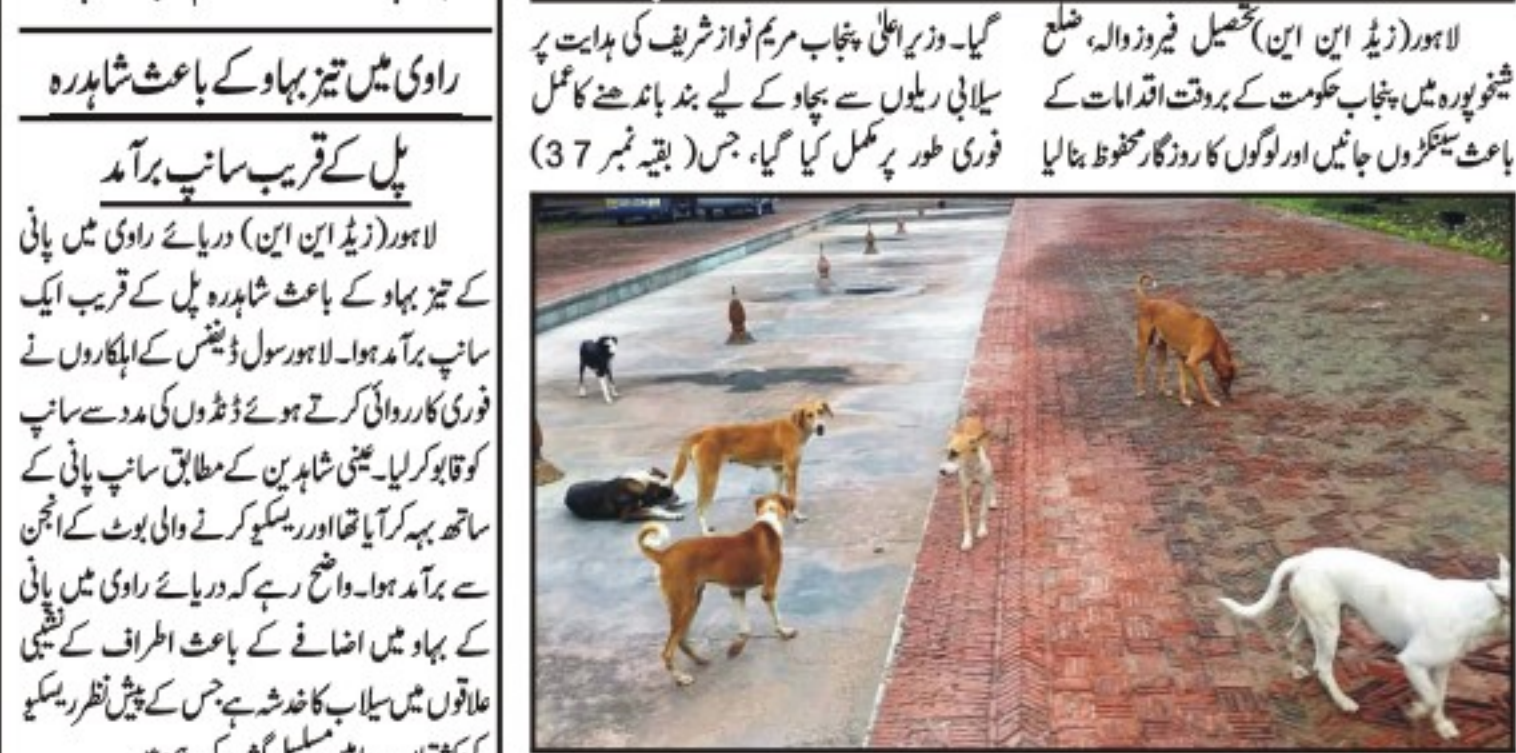 لاہور(زیڈ این این)تحصیل فیروزوالہ، ضلع
شیخوپورہ میں پنجاب حکومت کے بروقت اقدامات کے
باعث سینکڑوں جانیں اور لوگوں کا روزگار محفوظ بنا لیا
گیا۔ وزیراعلیٰ پنجاب مریم نواز شریف کی ہدایت پر
سیلابی ریلوں سے بچاو کے لیے بند باندھنے کا عمل
فوری طور پر مکمل کیا گیا، جس( بقیہ نمبر 37)
راوی میں تیز بہاو کے باعث شاہدرہ
پل کے قریب سانپ برآمد
لاہور(زیڈ این این) دریائے راوی میں پانی
کے تیز بہاو کے باعث شاہدرہ پل کے قریب ایک
سانپ برآمد ہوا۔ لاہور سول ڈیفنس کے اہلکاروں نے
فوری کارروائی کرتے ہوئے ڈنڈوں کی مدد سے سانپ
کو قابو کر لیا۔ عینی شاہدین کے مطابق سانپ پانی کے
ساتھ بہہ کر آیا تھا اور ریسکیو کرنے والی بوٹ کے انجن
سے برآمد ہوا۔ واضح رہے کہ دریائے راوی میں پانی
کے بہاو میں اضافے کے باعث اطراف کے نشیبی
علاقوں میں سیلاب کا خدشہ ہے جس کے پیش نظر ریسکیو